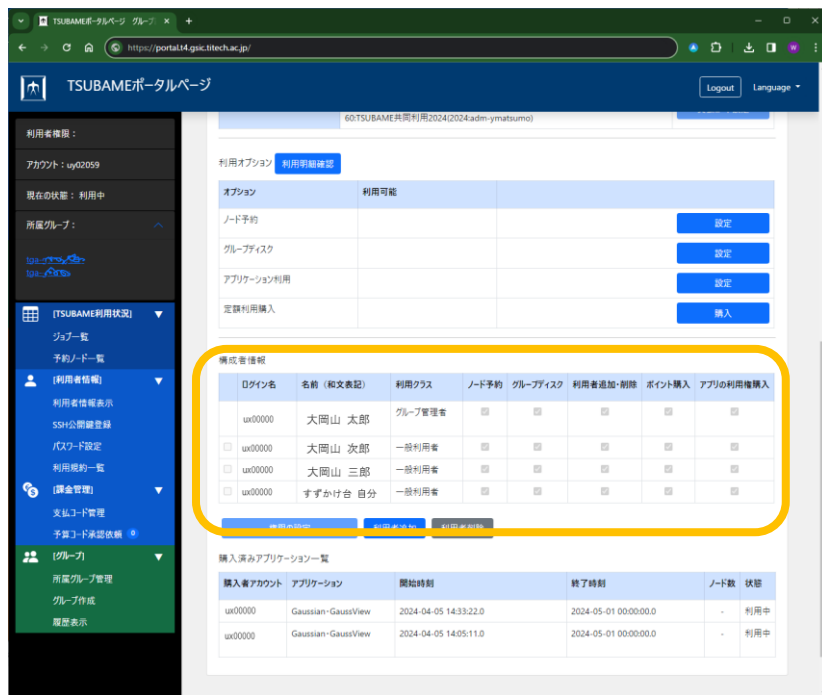 TSUBAMEポータルページ グループ
https://portal.t4.gsic.titech.ac.jp/
TSUBAMEポータルページ
Logout
Language
利用者権限：
アカウント：uy02059
現在の状態： 利用中
所属グループ：
tga-
tga-
[TSUBAME利用状況]
ジョブ一覧
予約ノード一覧
[利用者情報]
利用者情報表示
SSH公開鍵登録
パスワード設定
利用規約一覧
[課金管理]
支払コード管理
予算コード承認依頼 0
[グループ]
所属グループ管理
グループ作成
履歴表示
60:TSUBAME共同利用2024(2024:adm-ymatsumo)
利用オプション 利用明細確認
オプション 利用可能
ノード予約 設定
グループディスク 設定
アプリケーション利用 設定
定額利用購入 購入
構成者情報
ログイン名 名前（和文表記） 利用クラス ノード予約 グループディスク 利用者追加・削除 ポイント購入 アプリの利用権購入
ux00000 大岡山 太郎 グループ管理者
ux00000 大岡山 次郎 一般利用者
ux00000 大岡山 三郎 一般利用者
ux00000 すずかけ台 自分 一般利用者
権限の設定 利用者追加 利用者削除
購入済みアプリケーション一覧
購入者アカウント アプリケーション 開始時刻 終了時刻 ノード数 状態
ux00000 Gaussian･GaussView 2024-04-05 14:33:22.0 2024-05-01 00:00:00.0 - 利用中
ux00000 Gaussian･GaussView 2024-04-05 14:05:11.0 2024-05-01 00:00:00.0 - 利用中